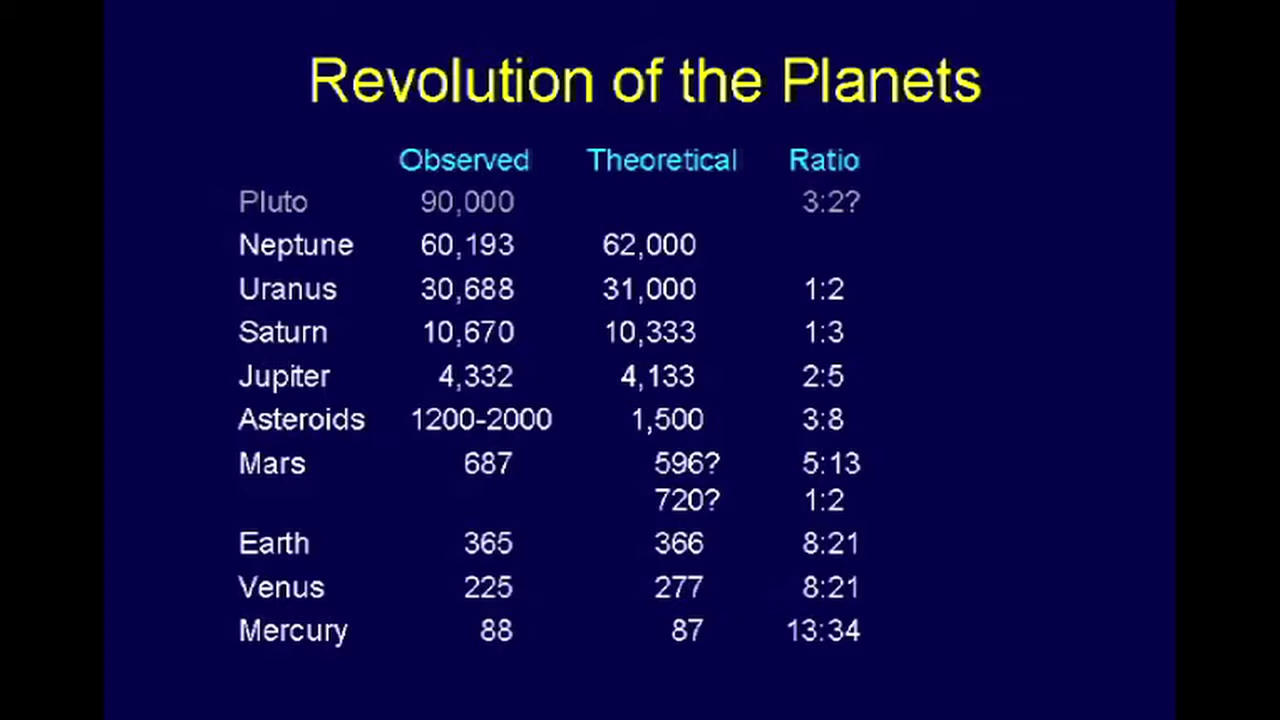 Revolution of the Planets
Observed Theoretical Ratio
Pluto 90,000 3:2?
Neptune 60,193 62,000
Uranus 30,688 31,000 1:2
Saturn 10,670 10,333 1:3
Jupiter 4,332 4,133 2:5
Asteroids 1200-2000 1,500 3:8
Mars 687 596? 5:13
720? 1:2
Earth 365 366 8:21
Venus 225 277 8:21
Mercury 88 87 13:34